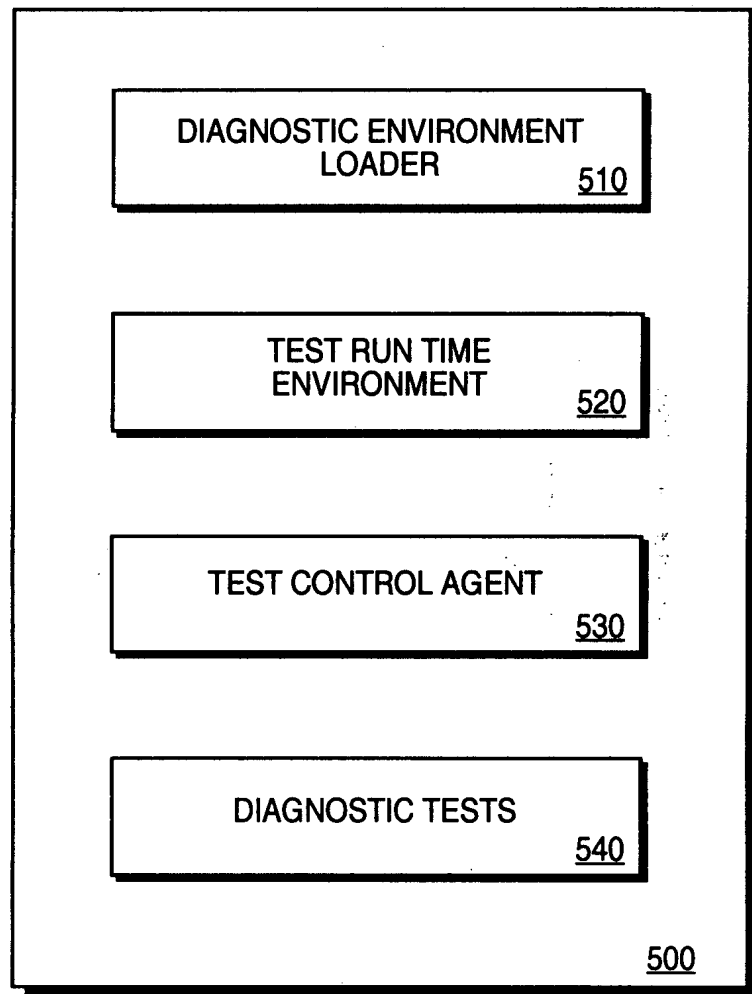 DIAGNOSTIC ENVIRONMENT
LOADER
510
TEST RUN TIME
ENVIRONMENT
520
TEST CONTROL AGENT
530
DIAGNOSTIC TESTS
540
500